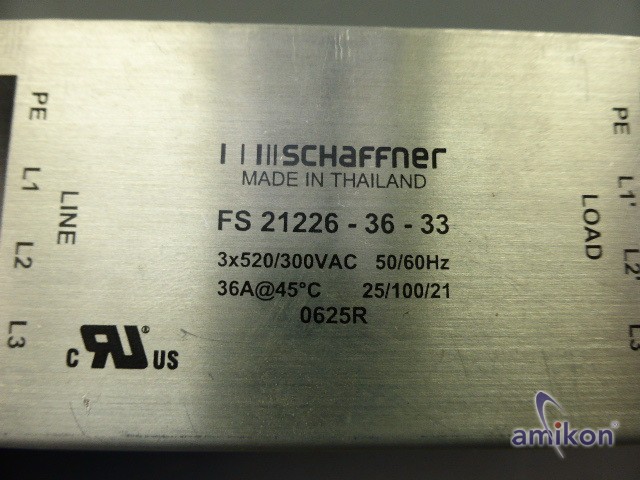 SCHaFFner
MADE IN THAILAND
FS 21226 - 36 - 33
3x520/300VAC 50/60Hz
36A@45°C 25/100/21
0625R
PE
L1
L2
L3
LINE
PE
L1'
L2'
L3
LOAD
c RU® US
amikon®